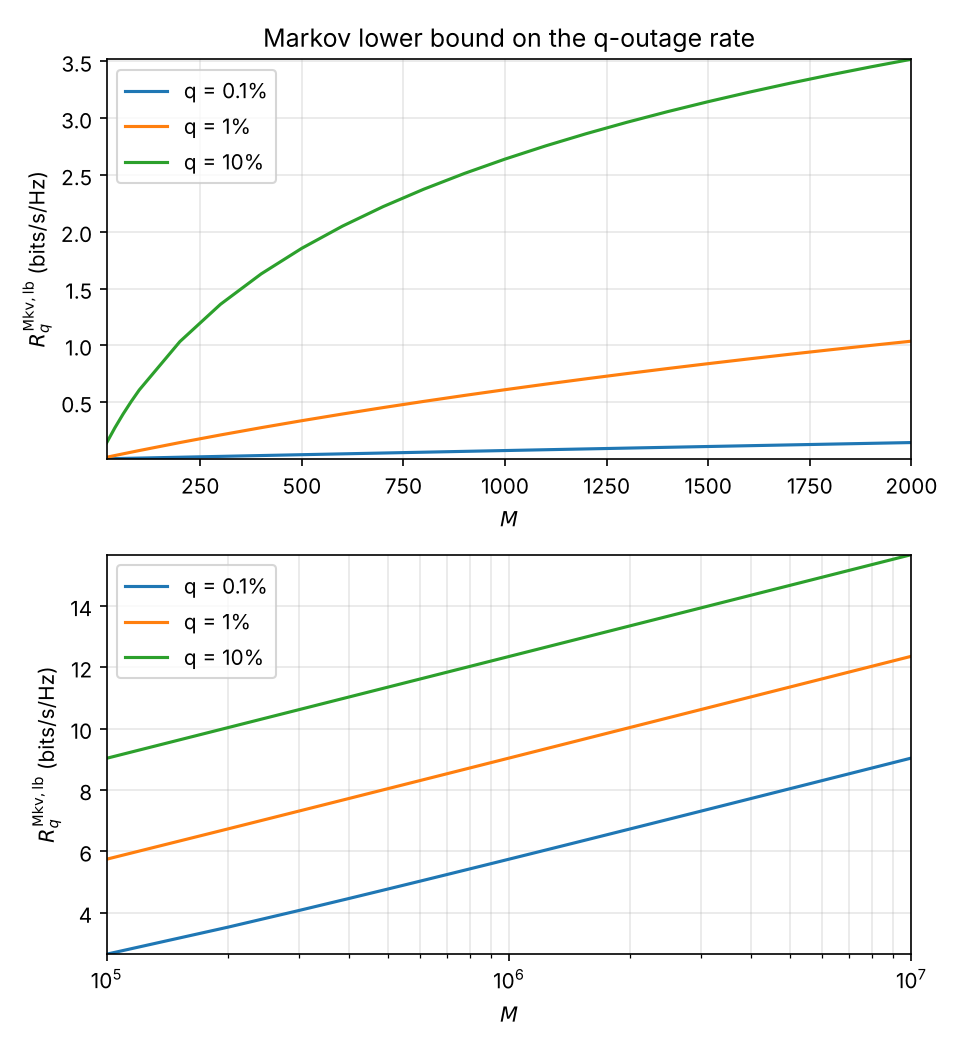 Markov lower bound on the q-outage rate
3.5
3.0
2.5
2.0
1.5
1.0
0.5
R_q^{Mkv, lb} (bits/s/Hz)
q = 0.1%
q = 1%
q = 10%
250 500 750 1000 1250 1500 1750 2000
M
14
12
10
8
6
4
R_q^{Mkv, lb} (bits/s/Hz)
q = 0.1%
q = 1%
q = 10%
10^5 10^6 10^7
M